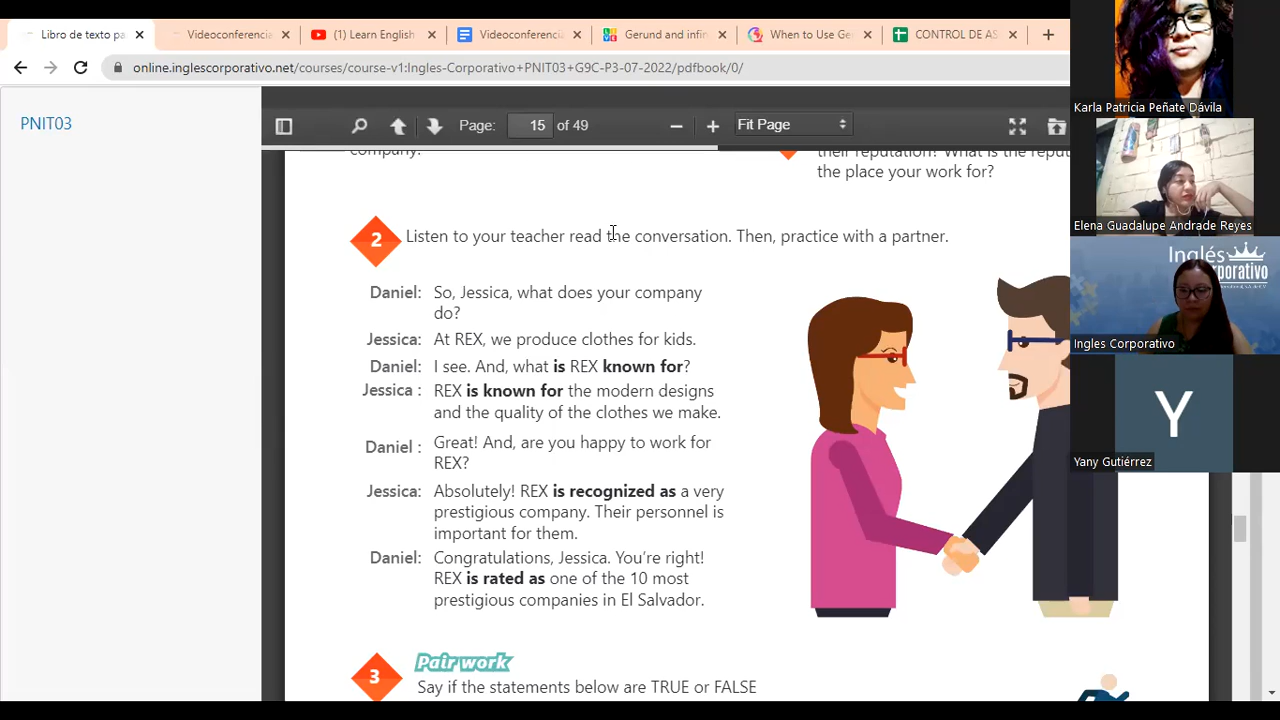 Libro de texto pa
Videoconferencia
(1) Learn English
Videoconferencia
Gerund and infin
When to Use Ge
CONTROL DE AS
online.inglescorporativo.net/courses/course-v1:Ingles-Corporativo+PNIT03+G9C-P3-07-2022/pdfbook/0/
PNIT03
Page: 15 of 49
Fit Page
company.
their reputation? What is the repu
the place your work for?
2
Listen to your teacher read the conversation. Then, practice with a partner.
Daniel: So, Jessica, what does your company
do?
Jessica: At REX, we produce clothes for kids.
Daniel: I see. And, what is REX known for?
Jessica : REX is known for the modern designs
and the quality of the clothes we make.
Daniel : Great! And, are you happy to work for
REX?
Jessica: Absolutely! REX is recognized as a very
prestigious company. Their personnel is
important for them.
Daniel: Congratulations, Jessica. You're right!
REX is rated as one of the 10 most
prestigious companies in El Salvador.
3
Pair work
Say if the statements below are TRUE or FALSE
Karla Patricia Peñate Dávila
Elena Guadalupe Andrade Reyes
Inglés
orporativo
Ingles Corporativo
Y
Yany Gutiérrez